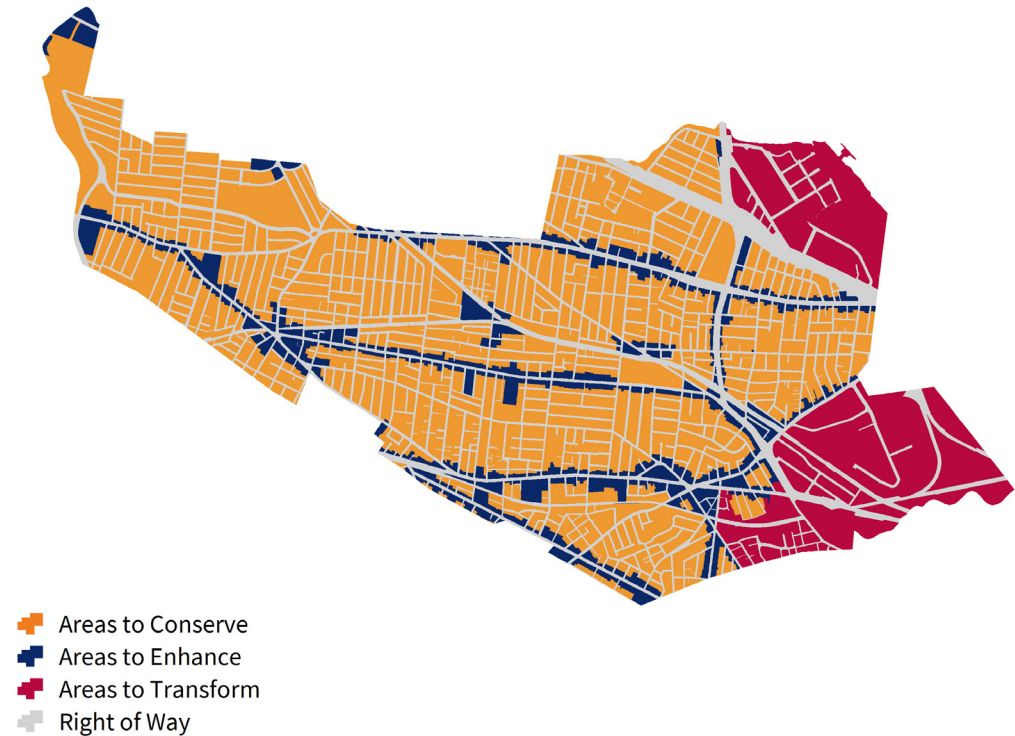 Areas to Conserve
Areas to Enhance
Areas to Transform
Right of Way